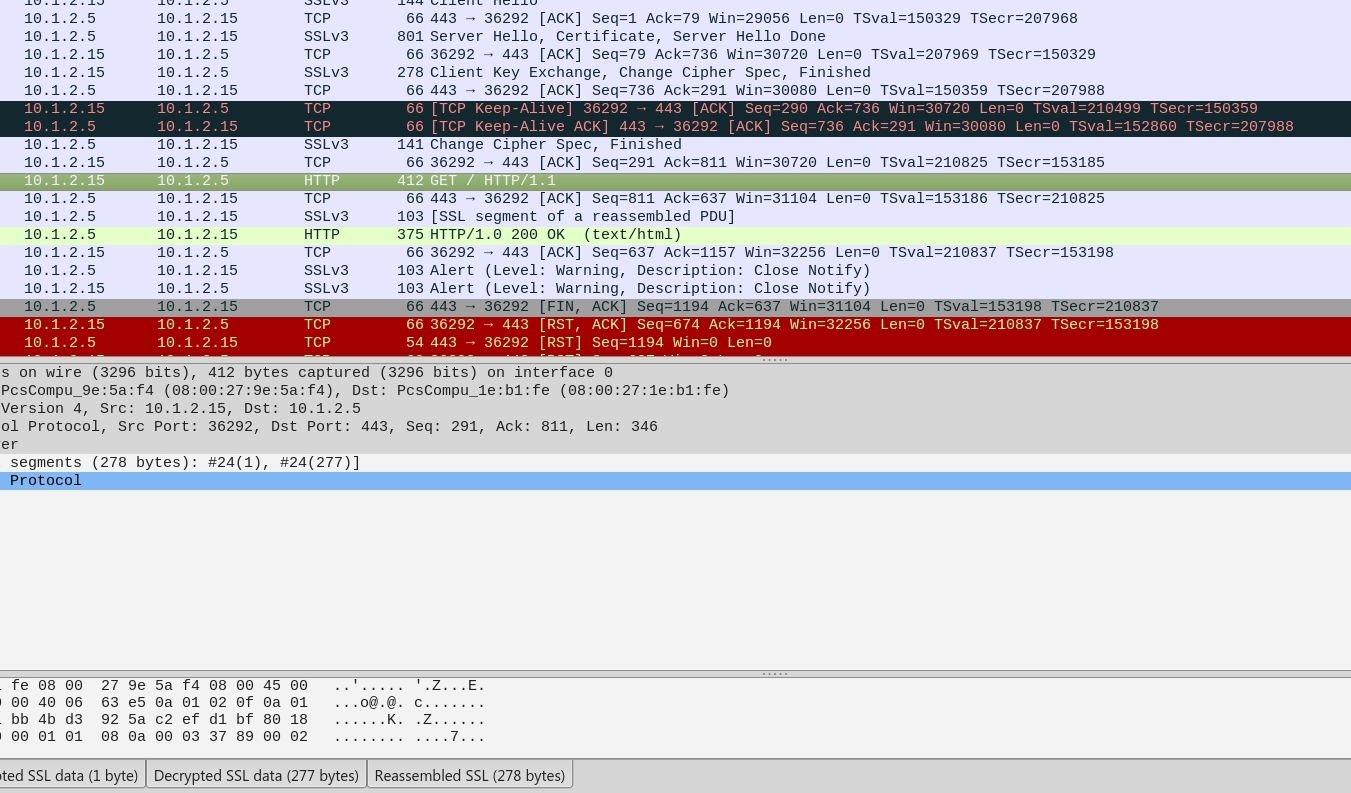 10.1.2.15 10.1.2.5 SSLv3 144 Client Hello
10.1.2.5 10.1.2.15 TCP 66 443 → 36292 [ACK] Seq=1 Ack=79 Win=29056 Len=0 TSval=150329 TSecr=207968
10.1.2.5 10.1.2.15 SSLv3 801 Server Hello, Certificate, Server Hello Done
10.1.2.15 10.1.2.5 TCP 66 36292 → 443 [ACK] Seq=79 Ack=736 Win=30720 Len=0 TSval=207969 TSecr=150329
10.1.2.15 10.1.2.5 SSLv3 278 Client Key Exchange, Change Cipher Spec, Finished
10.1.2.5 10.1.2.15 TCP 66 443 → 36292 [ACK] Seq=736 Ack=291 Win=30080 Len=0 TSval=150359 TSecr=207988
10.1.2.15 10.1.2.5 TCP 66 [TCP Keep-Alive] 36292 → 443 [ACK] Seq=290 Ack=736 Win=30720 Len=0 TSval=210499 TSecr=150359
10.1.2.5 10.1.2.15 TCP 66 [TCP Keep-Alive ACK] 443 → 36292 [ACK] Seq=736 Ack=291 Win=30080 Len=0 TSval=152860 TSecr=207988
10.1.2.5 10.1.2.15 SSLv3 141 Change Cipher Spec, Finished
10.1.2.15 10.1.2.5 TCP 66 36292 → 443 [ACK] Seq=291 Ack=811 Win=30720 Len=0 TSval=210825 TSecr=153185
10.1.2.15 10.1.2.5 HTTP 412 GET / HTTP/1.1
10.1.2.5 10.1.2.15 TCP 66 443 → 36292 [ACK] Seq=811 Ack=637 Win=31104 Len=0 TSval=153186 TSecr=210825
10.1.2.5 10.1.2.15 SSLv3 103 [SSL segment of a reassembled PDU]
10.1.2.5 10.1.2.15 HTTP 375 HTTP/1.0 200 OK (text/html)
10.1.2.15 10.1.2.5 TCP 66 36292 → 443 [ACK] Seq=637 Ack=1157 Win=32256 Len=0 TSval=210837 TSecr=153198
10.1.2.5 10.1.2.15 SSLv3 103 Alert (Level: Warning, Description: Close Notify)
10.1.2.15 10.1.2.5 SSLv3 103 Alert (Level: Warning, Description: Close Notify)
10.1.2.5 10.1.2.15 TCP 66 443 → 36292 [FIN, ACK] Seq=1194 Ack=637 Win=31104 Len=0 TSval=153198 TSecr=210837
10.1.2.15 10.1.2.5 TCP 66 36292 → 443 [RST, ACK] Seq=674 Ack=1194 Win=32256 Len=0 TSval=210837 TSecr=153198
10.1.2.5 10.1.2.15 TCP 54 443 → 36292 [RST] Seq=1194 Win=0 Len=0
s on wire (3296 bits), 412 bytes captured (3296 bits) on interface 0
PcsCompu_9e:5a:f4 (08:00:27:9e:5a:f4), Dst: PcsCompu_1e:b1:fe (08:00:27:1e:b1:fe)
Version 4, Src: 10.1.2.15, Dst: 10.1.2.5
ol Protocol, Src Port: 36292, Dst Port: 443, Seq: 291, Ack: 811, Len: 346
er
segments (278 bytes): #24(1), #24(277)]
Protocol
fe 08 00 27 9e 5a f4 08 00 45 00 ..'..... '.Z...E.
00 40 06 63 e5 0a 01 02 0f 0a 01 ...o@.@. c.......
bb 4b d3 92 5a c2 ef d1 bf 80 18 ......K. .Z......
00 01 01 08 0a 00 03 37 89 00 02 ........ ....7...
ted SSL data (1 byte) Decrypted SSL data (277 bytes) Reassembled SSL (278 bytes)